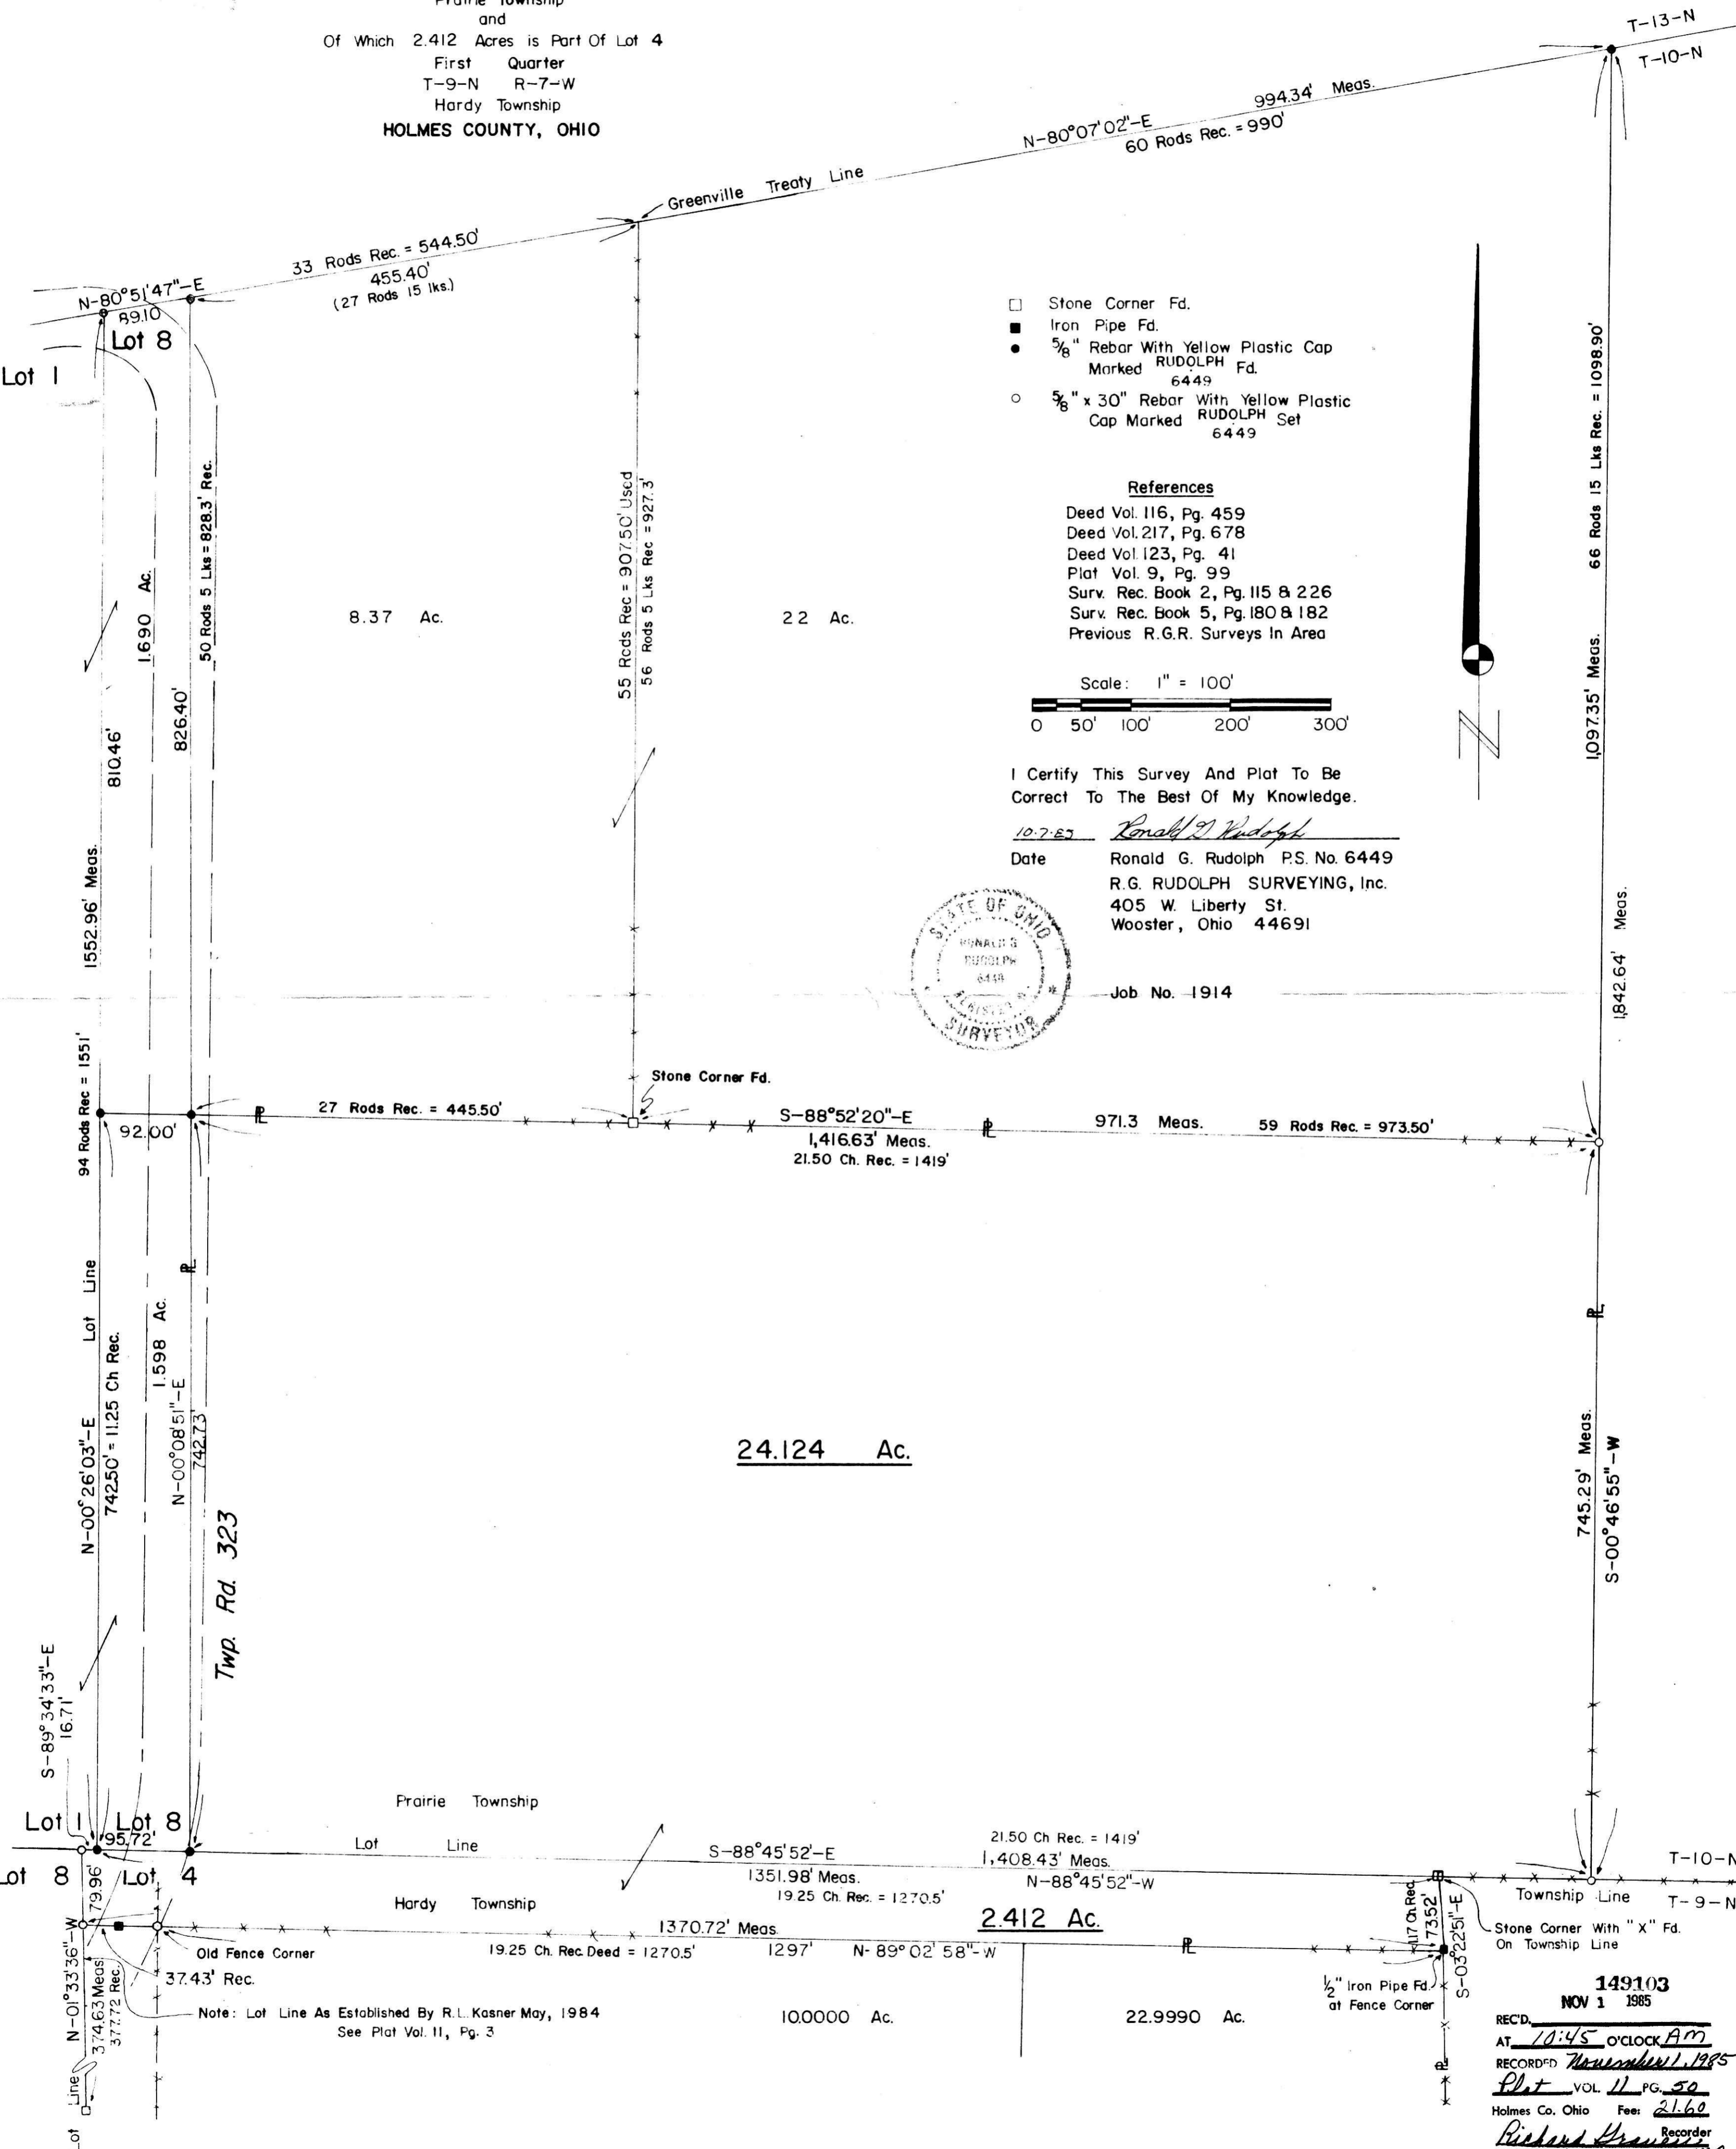 Prairie Township
and
Of Which 2.412 Acres is Part Of Lot 4
First Quarter
T-9-N R-7-W
Hardy Township
HOLMES COUNTY, OHIO
T-13-N
T-10-N
994.34' Meas.
N-80°07'02"-E
60 Rods Rec. = 990'
Greenville Treaty Line
33 Rods Rec. = 544.50'
455.40'
(27 Rods 15 lks.)
N-80°51'47"-E
89.10
Lot 8
Lot 1
□ Stone Corner Fd.
■ Iron Pipe Fd.
● 5/8" Rebar With Yellow Plastic Cap
Marked RUDOLPH Fd.
6449
○ 5/8" x 30" Rebar With Yellow Plastic
Cap Marked RUDOLPH Set
6449
References
Deed Vol. 116, Pg. 459
Deed Vol. 217, Pg. 678
Deed Vol. 123, Pg. 41
Plat Vol. 9, Pg. 99
Surv. Rec. Book 2, Pg. 115 & 226
Surv. Rec. Book 5, Pg. 180 & 182
Previous R.G.R. Surveys In Area
Scale: 1" = 100'
0 50' 100' 200' 300'
N
I Certify This Survey And Plat To Be
Correct To The Best Of My Knowledge.
10-7-85 Ronald G Rudolph
Date Ronald G. Rudolph P.S. No. 6449
R.G. RUDOLPH SURVEYING, Inc.
405 W. Liberty St.
Wooster, Ohio 44691
STATE OF OHIO
RONALD G
RUDOLPH
6449
SURVEYOR
Job No. 1914
66 Rods 15 Lks Rec. = 1098.90'
1,097.35' Meas.
1,842.64' Meas.
50 Rods 5 Lks = 828.3' Rec.
1.690 Ac.
826.40'
810.46'
1552.96' Meas.
94 Rods Rec = 1551'
8.37 Ac.
22 Ac.
55 Rods Rec = 907.50' Used
56 Rods 5 Lks Rec = 927.3'
Stone Corner Fd.
92.00'
PL
27 Rods Rec. = 445.50'
S-88°52'20"-E
1,416.63' Meas.
21.50 Ch. Rec. = 1419'
PL
971.3 Meas.
59 Rods Rec. = 973.50'
Lot Line
N-00°26'03"-E
742.50' = 11.25 Ch Rec.
1.598 Ac.
N-00°08'51"-E
742.73'
PL
Twp. Rd. 323
24.124 Ac.
PL
745.29' Meas.
S-00°46'55"-W
S-89°34'33"-E
16.71'
Lot 1
Lot 8
95.72'
Lot 8
Lot 4
79.96'
Prairie Township
Lot Line
S-88°45'52'-E
1351.98' Meas.
19.25 Ch. Rec. = 1270.5'
21.50 Ch Rec. = 1419'
1,408.43' Meas.
N-88°45'52"-W
T-10-N
Township Line
T-9-N
Hardy Township
1370.72' Meas.
2.412 Ac.
Old Fence Corner
19.25 Ch. Rec. Deed = 1270.5'
1297'
N-89°02'58"-W
PL
1.17 Ch Rec.
73.52'
S-03°22'51"-E
Stone Corner With "X" Fd.
On Township Line
1/2" Iron Pipe Fd.
at Fence Corner
37.43' Rec.
N-01°33'36"-W
374.63 Meas.
377.72 Rec.
Lot Line
Note: Lot Line As Established By R.L. Kasner May, 1984
See Plat Vol. 11, Pg. 3
10.0000 Ac.
22.9990 Ac.
PL
149103
NOV 1 1985
REC'D.
AT 10:45 O'CLOCK AM
RECORDED November 1, 1985
Plat VOL. 11 PG. 50
Holmes Co. Ohio Fee: 21.60
Richard
Recorder